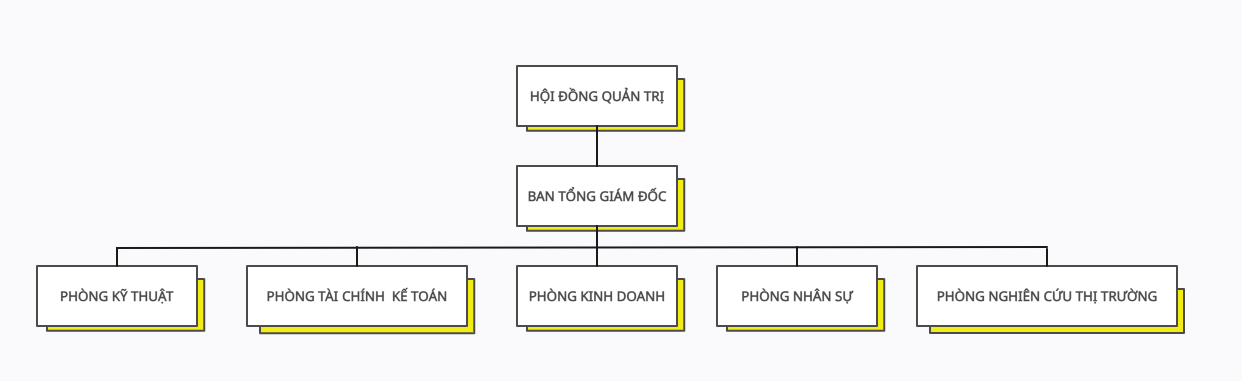 HỘI ĐỒNG QUẢN TRỊ
BAN TỔNG GIÁM ĐỐC
PHÒNG KỸ THUẬT
PHÒNG TÀI CHÍNH  KẾ TOÁN
PHÒNG KINH DOANH
PHÒNG NHÂN SỰ
PHÒNG NGHIÊN CỨU THỊ TRƯỜNG